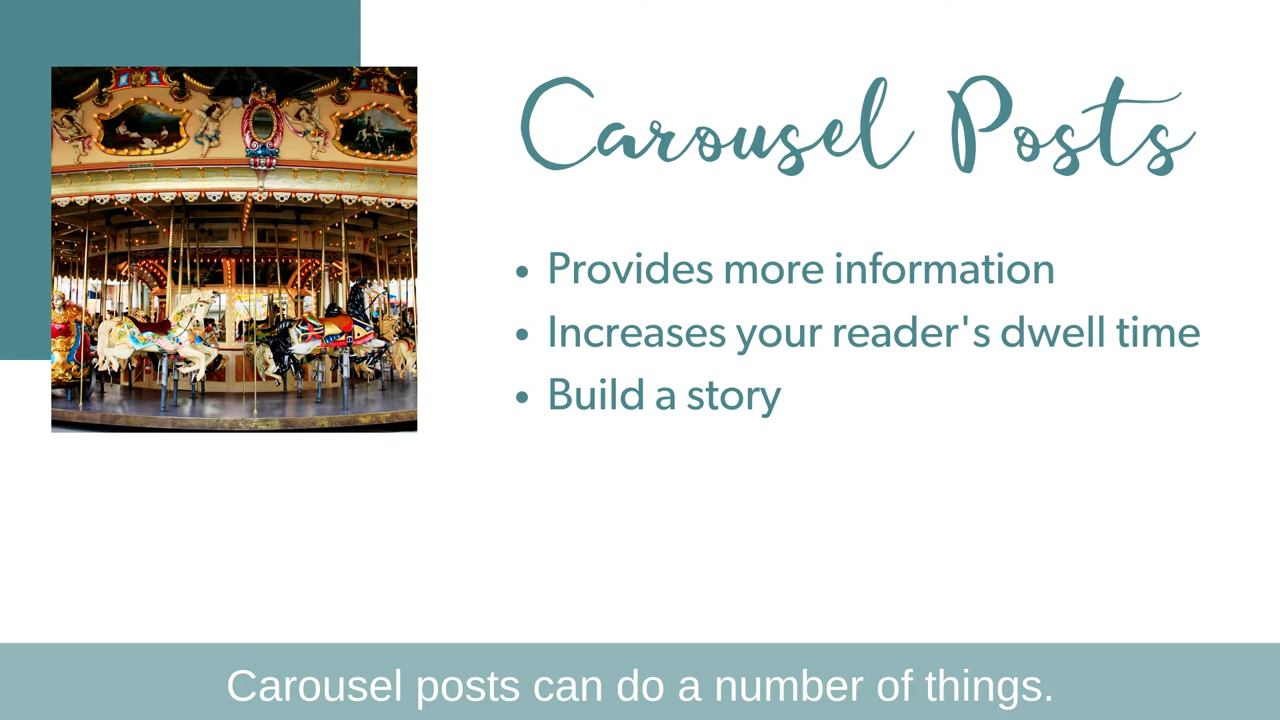 Carousel Posts
• Provides more information
• Increases your reader's dwell time
• Build a story
Carousel posts can do a number of things.